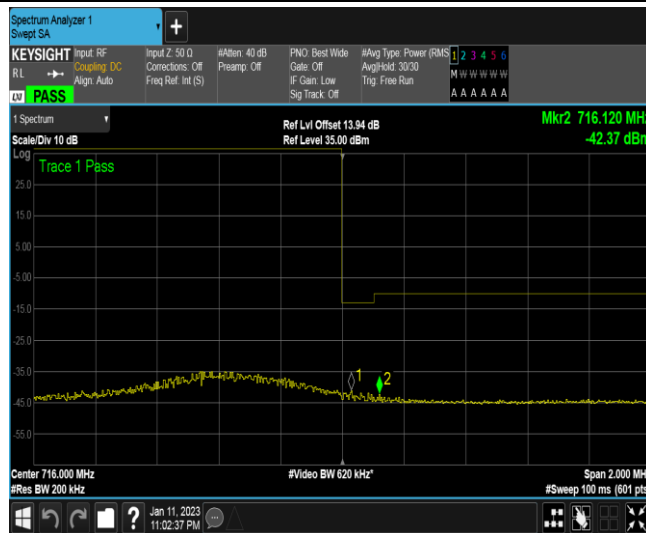 Spectrum Analyzer 1
Swept SA
+
KEYSIGHT
RL
LXI
PASS
Input: RF
Coupling: DC
Align: Auto
Input Z: 50 Ω
Corrections: Off
Freq Ref: Int (S)
#Atten: 40 dB
Preamp: Off
PNO: Best Wide
Gate: Off
IF Gain: Low
Sig Track: Off
#Avg Type: Power (RMS
Avg|Hold: 30/30
Trig: Free Run
1 2 3 4 5 6
M W W W W W
A A A A A A
1 Spectrum
Scale/Div 10 dB
Log
Ref Lvl Offset 13.94 dB
Ref Level 35.00 dBm
Mkr2 716.120 MHz
-42.37 dBm
Trace 1 Pass
25.0
15.0
5.00
-5.00
-15.0
-25.0
-35.0
-45.0
-55.0
1
2
Center 716.000 MHz
#Res BW 200 kHz
#Video BW 620 kHz*
Span 2.000 MHz
#Sweep 100 ms (601 pts
?
Jan 11, 2023
11:02:37 PM